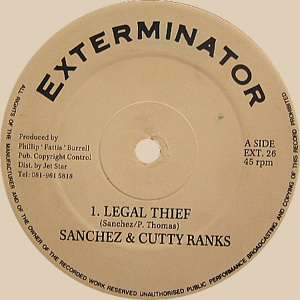 EXTERMINATOR
Produced by
Phillip 'Fattis' Burrell
Pub. Copyright Control
Dist. by Jet Star
Tel: 081-961 5818
A SIDE
EXT. 26
45 rpm
1. LEGAL THIEF
(Sanchez/P. Thomas)
SANCHEZ & CUTTY RANKS
ALL RIGHTS OF THE MANUFACTURER AND OF THE OWNER OF THE RECORDED WORK RESERVED UNAUTHORISED PUBLIC PERFORMANCE, BROADCASTING AND COPYING OF THIS RECORD PROHIBITED